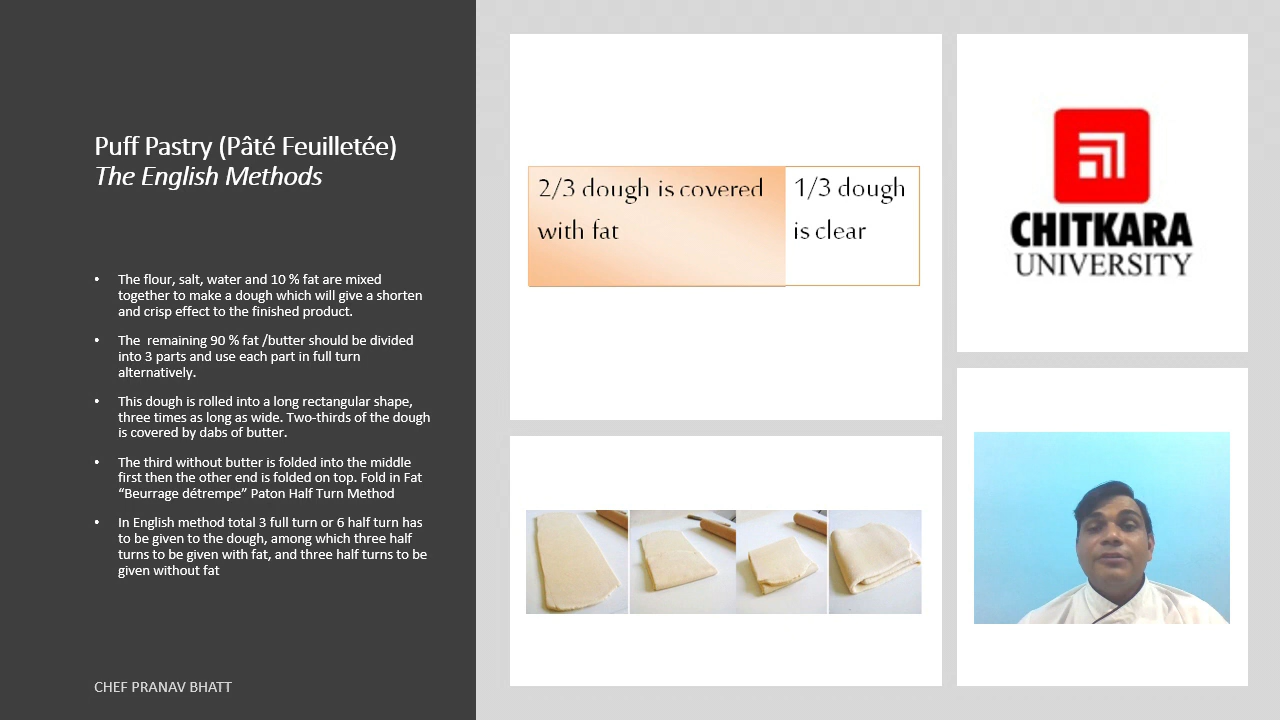 Puff Pastry (Pâté Feuilletée)
The English Methods
• The flour, salt, water and 10 % fat are mixed
together to make a dough which will give a shorten
and crisp effect to the finished product.
• The  remaining 90 % fat /butter should be divided
into 3 parts and use each part in full turn
alternatively.
• This dough is rolled into a long rectangular shape,
three times as long as wide. Two-thirds of the dough
is covered by dabs of butter.
• The third without butter is folded into the middle
first then the other end is folded on top. Fold in Fat
“Beurrage détrempe” Paton Half Turn Method
• In English method total 3 full turn or 6 half turn has
to be given to the dough, among which three half
turns to be given with fat, and three half turns to be
given without fat
CHEF PRANAV BHATT
2/3 dough is covered
with fat
1/3 dough
is clear
CHITKARA
UNIVERSITY